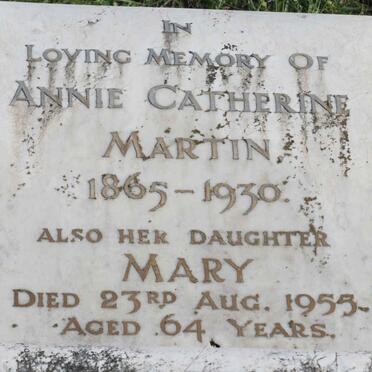 IN
LOVING MEMORY OF
ANNIE CATHERINE
MARTIN
1865-1930.
ALSO HER DAUGHTER
MARY
DIED 23RD AUG. 1955.
AGED 64 YEARS.